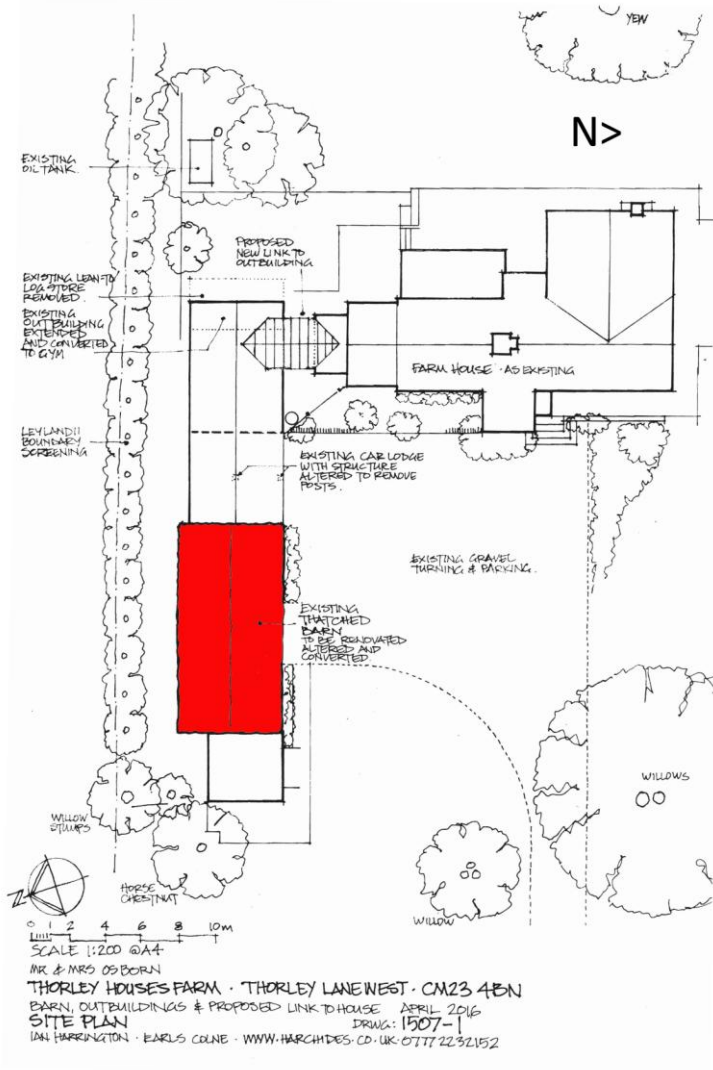 YEW
N>
EXISTING
OIL TANK.
PROPOSED
NEW LINK TO
OUTBUILDING
EXISTING LEAN-TO
LOG STORE
REMOVED.
EXISTING
OUTBUILDING
EXTENDED
AND CONVERTED
TO GYM
FARM HOUSE · AS EXISTING
LEYLANDII
BOUNDARY
SCREENING
EXISTING CAR LODGE
WITH STRUCTURE
ALTERED TO REMOVE
POSTS.
EXISTING GRAVEL
TURNING & PARKING.
EXISTING
THATCHED
BARN
TO BE RENOVATED
ALTERED AND
CONVERTED.
WILLOWS
WILLOW
STUMPS
HORSE
CHESTNUT
WILLOW
N
0 1 2 4 6 8 10m
SCALE 1:200 @A4
MR & MRS OSBORN
THORLEY HOUSES FARM · THORLEY LANE WEST · CM23 4BN
BARN, OUTBUILDINGS & PROPOSED LINK TO HOUSE APRIL 2016
SITE PLAN DRWG: 1507-1
IAN HARRINGTON · EARLS COLNE · WWW.HARCHDES.CO.UK · 07772232152